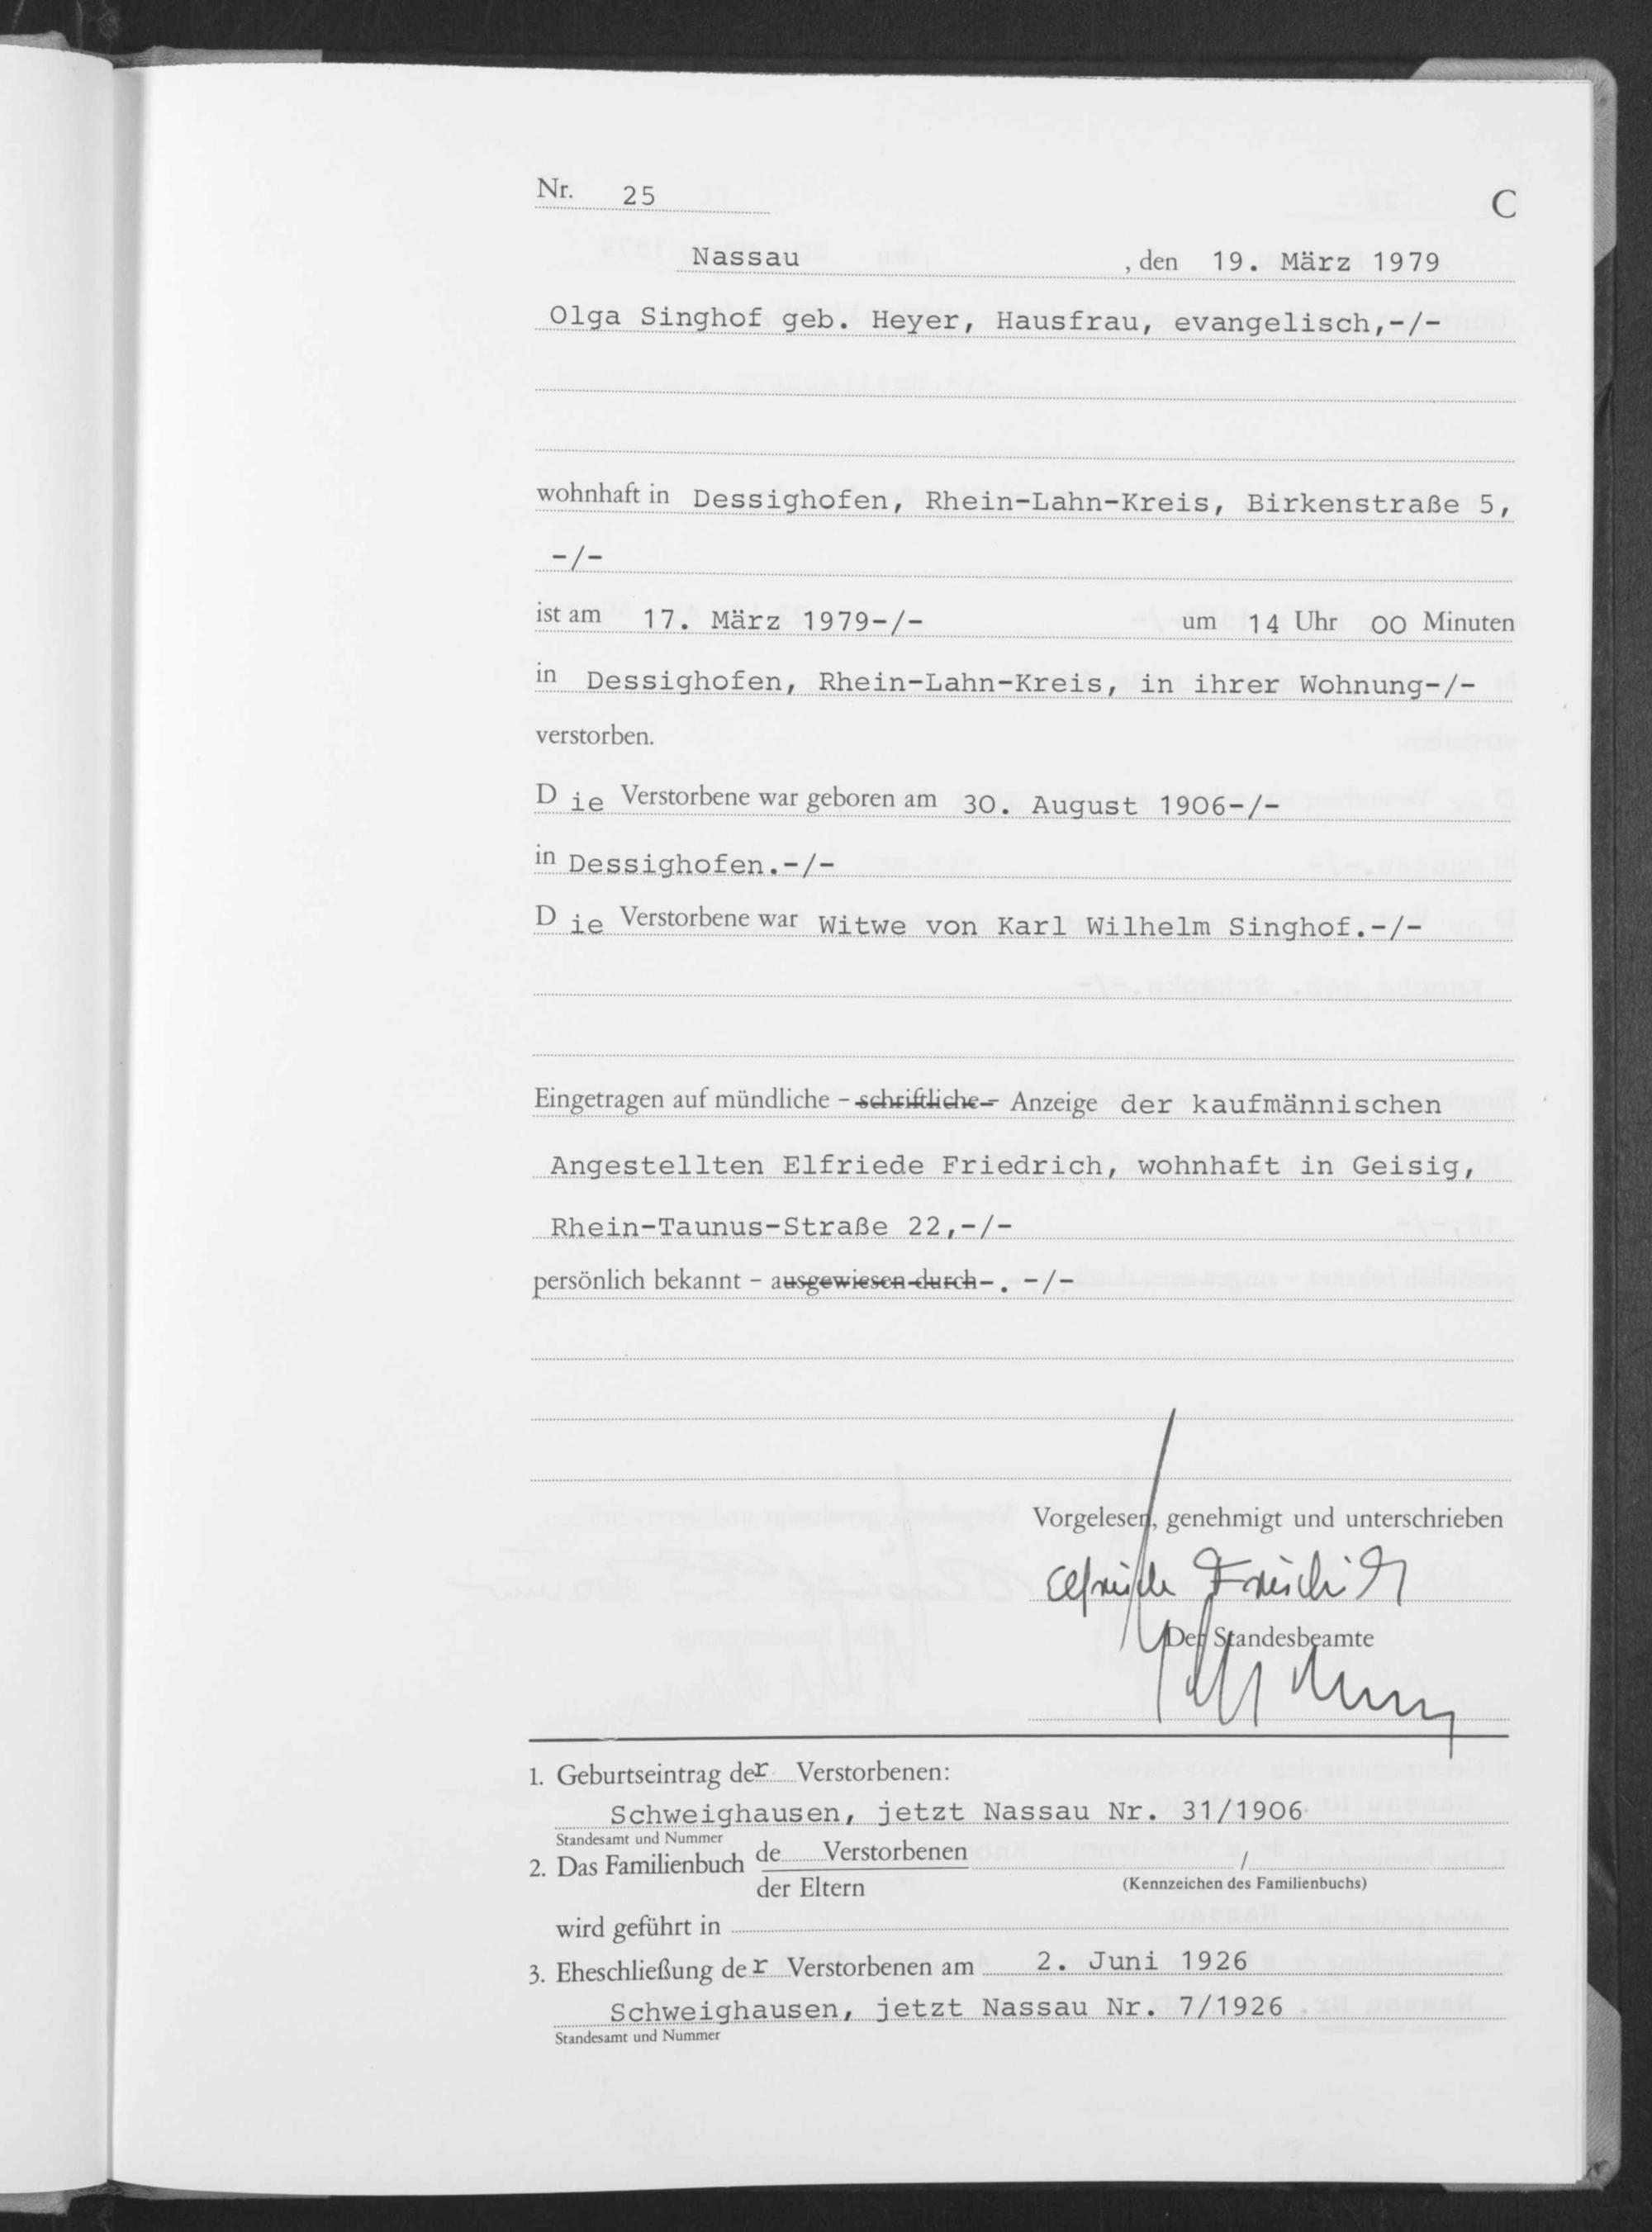 Nr. 25
C
Nassau , den 19. März 1979
Olga Singhof geb. Heyer, Hausfrau, evangelisch,-/-
wohnhaft in Dessighofen, Rhein-Lahn-Kreis, Birkenstraße 5,
-/-
ist am 17. März 1979-/- um 14 Uhr 00 Minuten
in Dessighofen, Rhein-Lahn-Kreis, in ihrer Wohnung-/-
verstorben.
D ie Verstorbene war geboren am 30. August 1906-/-
in Dessighofen.-/-
D ie Verstorbene war Witwe von Karl Wilhelm Singhof.-/-
Eingetragen auf mündliche - schriftliche - Anzeige der kaufmännischen
Angestellten Elfriede Friedrich, wohnhaft in Geisig,
Rhein-Taunus-Straße 22,-/-
persönlich bekannt - ausgewiesen durch-. -/-
Vorgelesen, genehmigt und unterschrieben
Elfriede Friedrich
Der Standesbeamte
1. Geburtseintrag der Verstorbenen:
Schweighausen, jetzt Nassau Nr. 31/1906
Standesamt und Nummer
2. Das Familienbuch de Verstorbenen /
der Eltern (Kennzeichen des Familienbuchs)
wird geführt in
3. Eheschließung der Verstorbenen am 2. Juni 1926
Schweighausen, jetzt Nassau Nr. 7/1926
Standesamt und Nummer